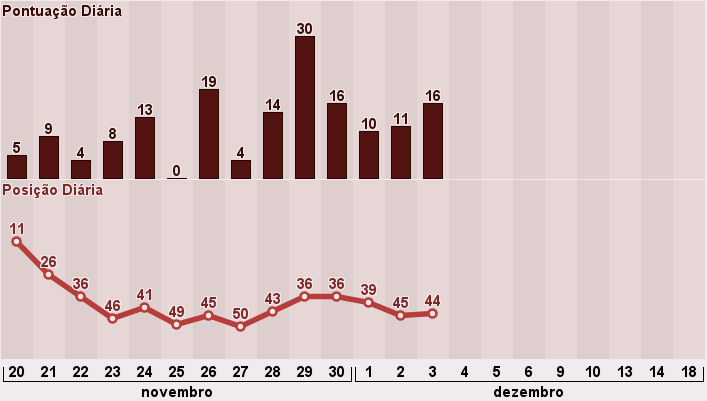 Pontuação Diária
5 9 4 8 13 0 19 4 14 30 16 10 11 16
Posição Diária
11 26 36 46 41 49 45 50 43 36 36 39 45 44
20 21 22 23 24 25 26 27 28 29 30 1 2 3 4 5 6 9 10 13 14 18
novembro dezembro